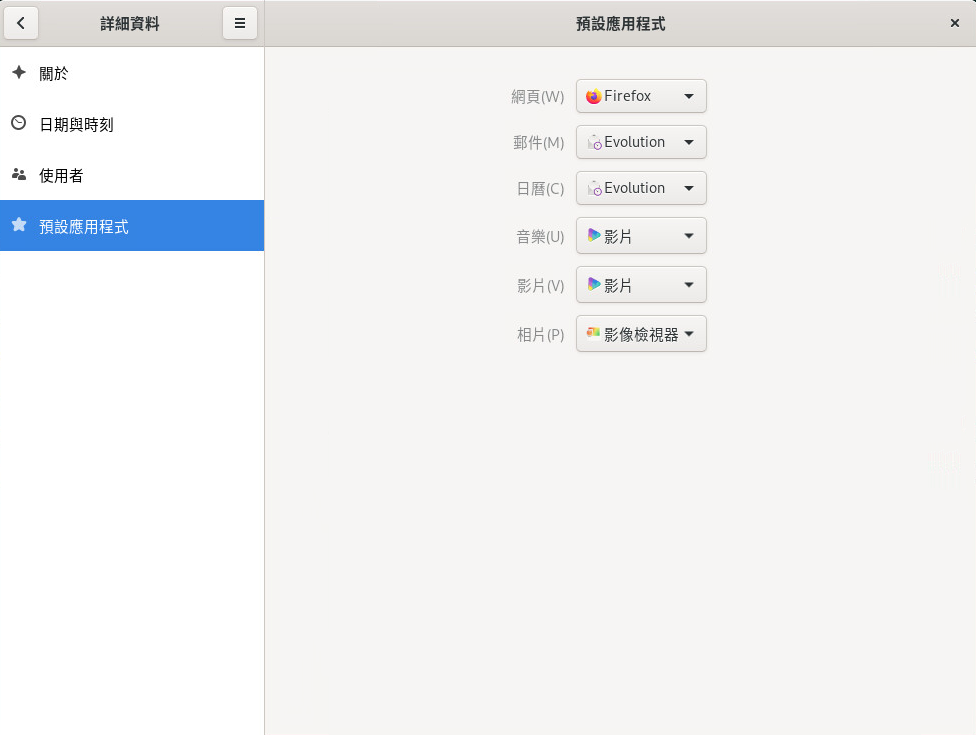 詳細資料
預設應用程式
關於
日期與時刻
使用者
預設應用程式
網頁(W) Firefox
郵件(M) Evolution
日曆(C) Evolution
音樂(U) 影片
影片(V) 影片
相片(P) 影像檢視器